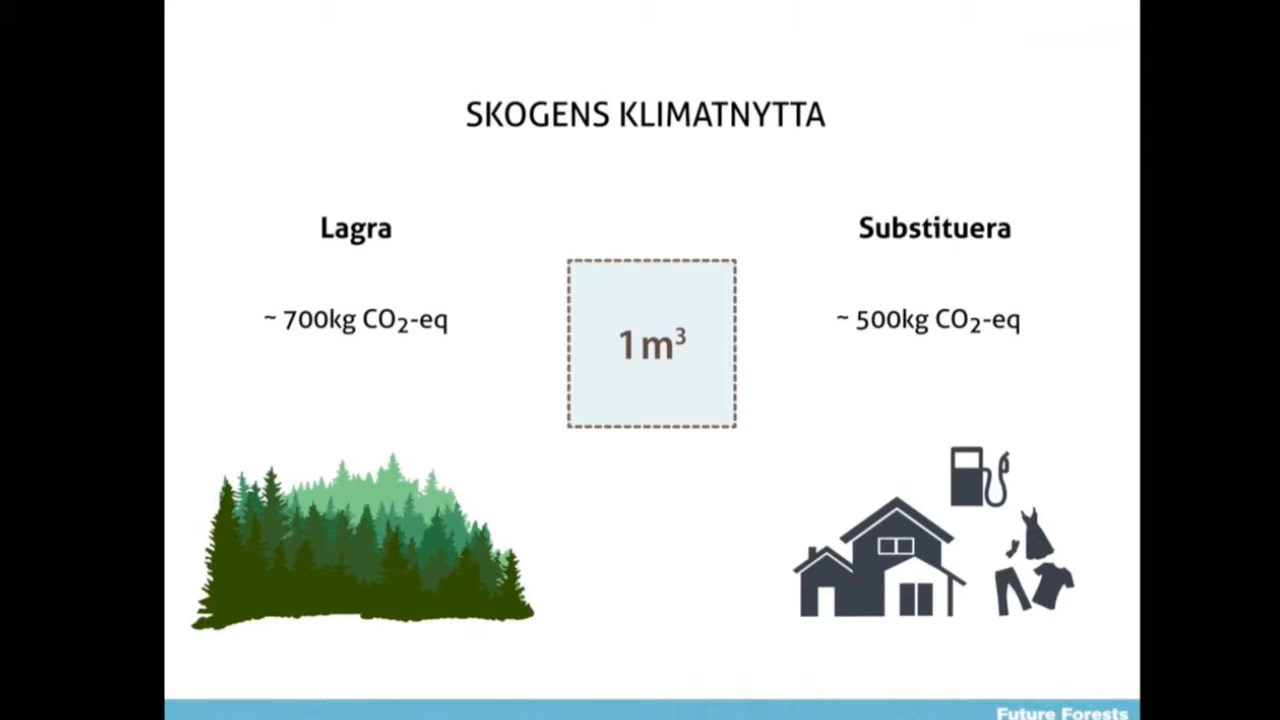 SKOGENS KLIMATNYTTA
Lagra
~ 700kg CO₂-eq
1 m³
Substituera
~ 500kg CO₂-eq
Future Forests